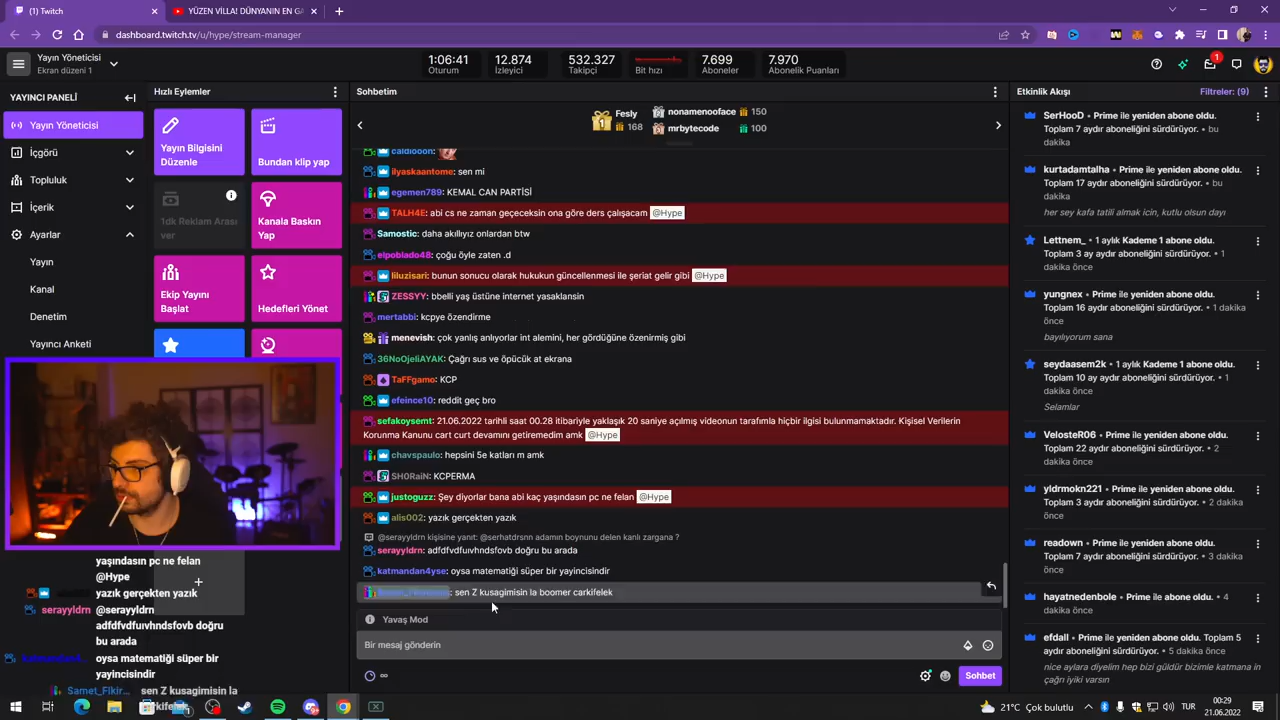 (1) Twitch
YÜZEN VİLLA! DÜNYANIN EN GA
dashboard.twitch.tv/u/hype/stream-manager
Yayın Yöneticisi
Ekran düzeni 1
1:06:41
Oturum
12.874
İzleyici
532.327
Takipçi
Bit hızı
7.699
Aboneler
7.970
Abonelik Puanları
1
YAYINCI PANELİ
Yayın Yöneticisi
İçgörü
Topluluk
İçerik
Ayarlar
Yayın
Kanal
Denetim
Yayıncı Anketi
Hızlı Eylemler
Yayın Bilgisini
Düzenle
Bundan klip yap
1dk Reklam Arası
ver
Kanala Baskın
Yap
Ekip Yayını
Başlat
Hedefleri Yönet
yaşındasın pc ne felan
@Hype
yazık gerçekten yazık
serayyldrn @serayyldrn
adfdfvdfuıvhndsfovb doğru
bu arada
oysa matematiği süper bir
yayincisindir
Samet_Fikir... sen Z kusagimisin la
Sohbetim
Fesly
168
nonamenooface 150
mrbytecode 100
caldiooon:
ilyaskaantome: sen mi
egemen789: KEMAL CAN PARTİSİ
TALH4E: abi cs ne zaman geçeceksin ona göre ders çalışacam @Hype
Samostic: daha akıllıyız onlardan btw
elpoblado48: çoğu öyle zaten .d
liluzisari: bunun sonucu olarak hukukun güncellenmesi ile şeriat gelir gibi @Hype
ZESSYY: bbelli yaş üstüne internet yasaklansin
mertabbi: kcpye özendirme
menevish: çok yanlış anlıyorlar int alemini, her gördüğüne özenirmiş gibi
36NoOjeliAYAK: Çağrı sus ve öpücük at ekrana
TaFFgamo: KCP
efeince10: reddit geç bro
sefakoysemt: 21.06.2022 tarihli saat 00.28 itibariyle yaklaşık 20 saniye açılmış videonun tarafımla hiçbir ilgisi bulunmamaktadır. Kişisel Verilerin
Korunma Kanunu cart curt devamını getiremedim amk @Hype
chavspaulo: hepsini 5e katları m amk
SH0RaiN: KCPERMA
justoguzz: Şey diyorlar bana abi kaç yaşındasın pc ne felan @Hype
alis002: yazık gerçekten yazık
@serayyldrn kişisine yanıt: @serhatdrsnn adamın boynunu delen kanlı zargana ?
serayyldrn: adfdfvdfuıvhndsfovb doğru bu arada
katmandan4yse: oysa matematiği süper bir yayincisindir
: sen Z kusagimisin la boomer carkifelek
Yavaş Mod
Bir mesaj gönderin
Sohbet
Etkinlik Akışı
Filtreler: (9)
SerHooD • Prime ile yeniden abone oldu.
Toplam 7 aydır aboneliğini sürdürüyor. • bu
dakika
kurtadamtalha • Prime ile yeniden abone oldu.
Toplam 17 aydır aboneliğini sürdürüyor. • bu
dakika
her sey kafa tatili almak icin, kutlu olsun dayı
Lettnem_ • 1 aylık Kademe 1 abone oldu.
Toplam 3 ay aydır aboneliğini sürdürüyor. • 1
dakika önce
yungnex • Prime ile yeniden abone oldu.
Toplam 16 aydır aboneliğini sürdürüyor. • 1 dakika
önce
bayılıyorum sana
seydaasem2k • 1 aylık Kademe 1 abone oldu.
Toplam 10 ay aydır aboneliğini sürdürüyor. • 1
dakika önce
Selamlar
VelosteR06 • Prime ile yeniden abone oldu.
Toplam 22 aydır aboneliğini sürdürüyor. • 2
dakika önce
yldrmokn221 • Prime ile yeniden abone oldu.
Toplam 3 aydır aboneliğini sürdürüyor. • 2 dakika
önce
readown • Prime ile yeniden abone oldu.
Toplam 7 aydır aboneliğini sürdürüyor. • 3 dakika
önce
hayatnedenbole • Prime ile yeniden abone oldu. • 4
dakika önce
efdall • Prime ile yeniden abone oldu. Toplam 5
aydır aboneliğini sürdürüyor. • 5 dakika önce
nice aylara diyelim hep bizi güldür bizimle katmana in
çağrı iyiki varsın
21°C Çok bulutlu
TUR
00:29
21.06.2022